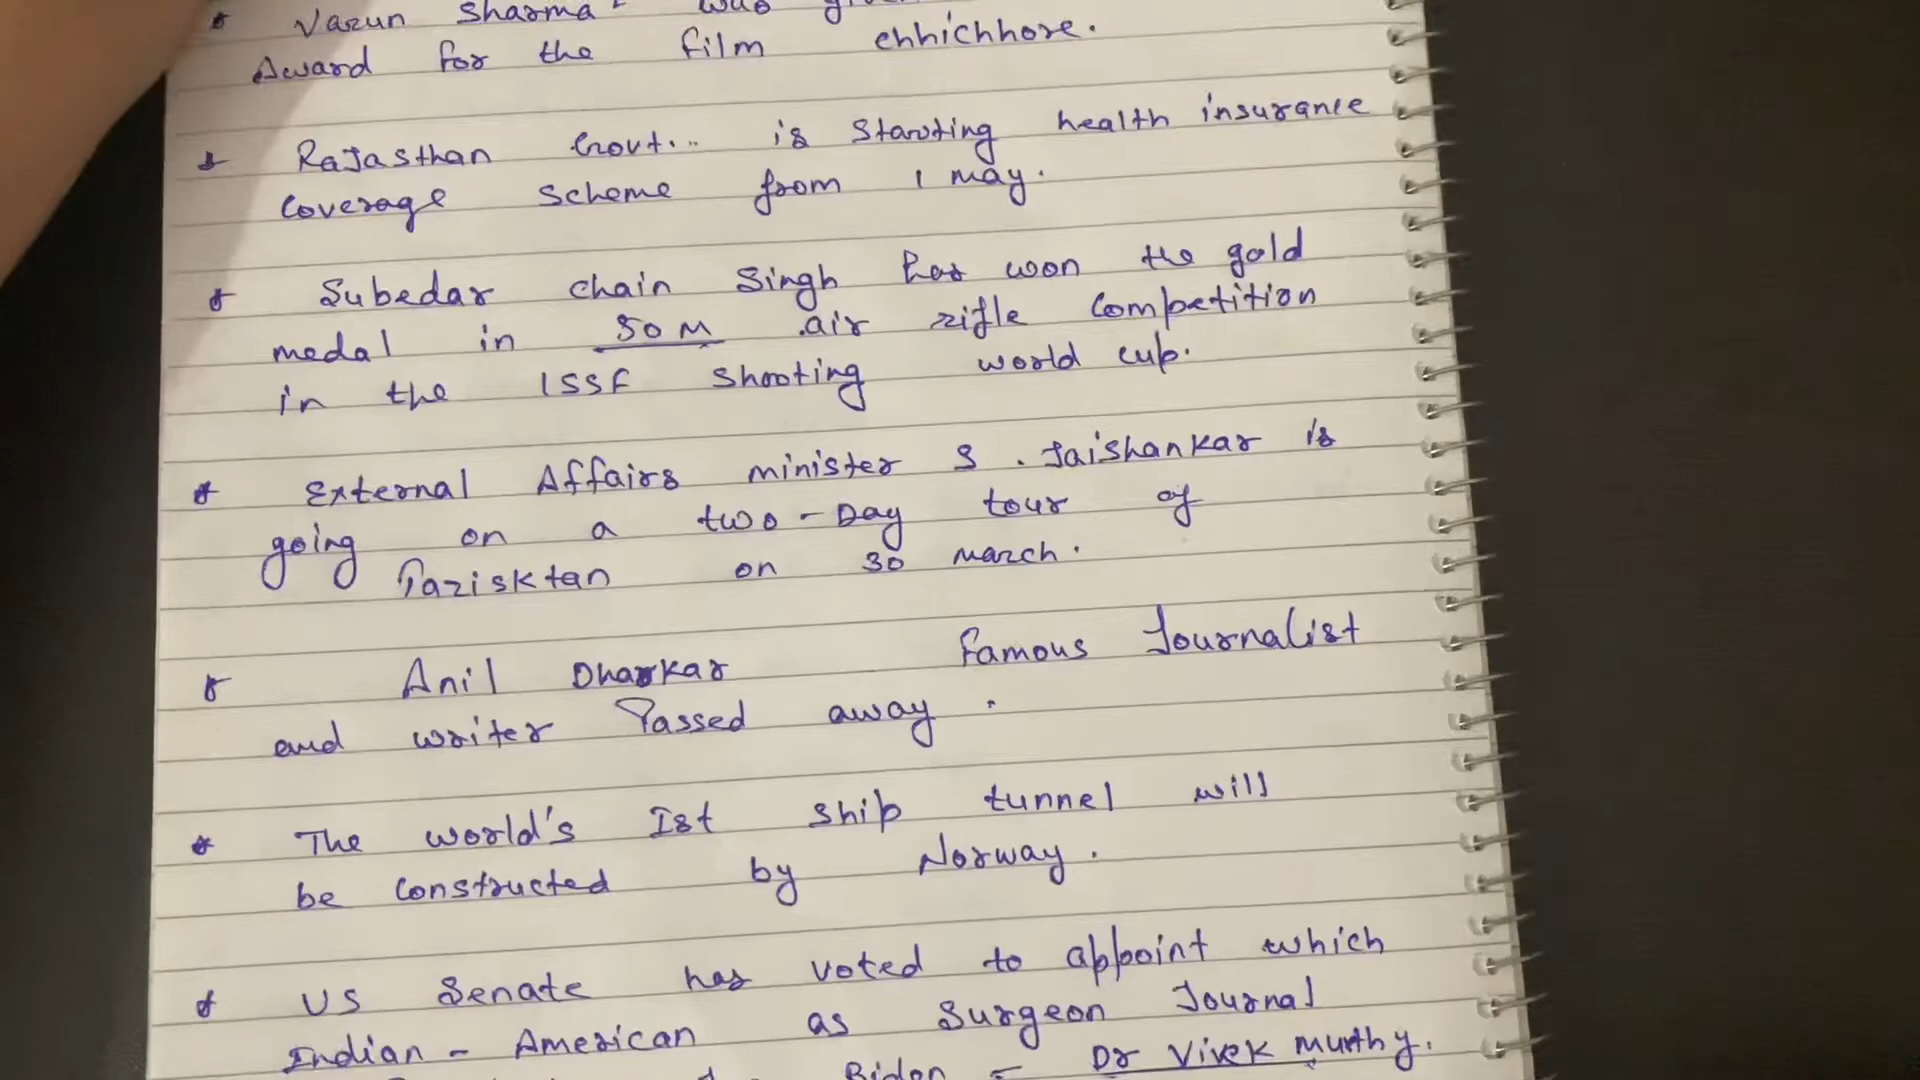 * Varun Sharma - was
Award for the film chhichhore.
* Rajasthan Govt... is Starting health insurance
Coverage Scheme from 1 may.
* Subedar Chain Singh has won the gold
medal in 50 M air rifle Competition
in the ISSF Shooting world cup.
* External Affairs minister S. Jaishankar is
going on a two-Day tour of
Tazisktan on 30 march.
* Anil Dharkar famous Journalist
and writer Passed away.
* The world's Ist ship tunnel will
be Constructed by Norway.
* US Senate has voted to appoint which
Indian - American as Surgeon Journal
Biden - Dr Vivek Murthy.